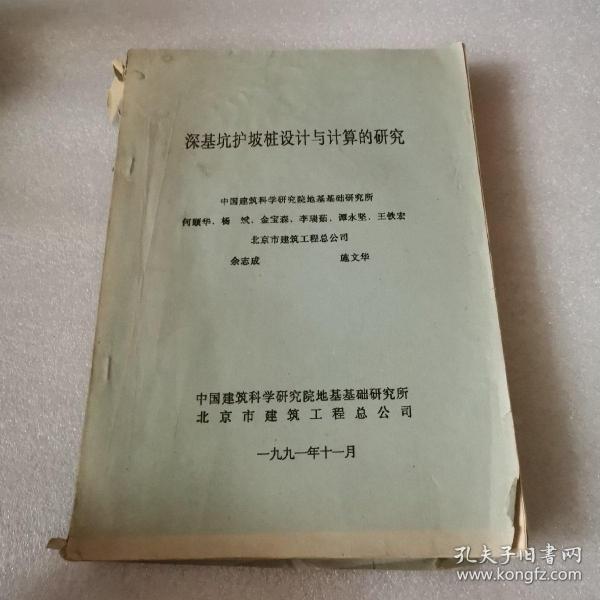 深基坑护坡桩设计与计算的研究
中国建筑科学研究院地基基础研究所
何颐华、杨 斌、金宝森、李瑞茹、谭永坚、王铁宏
北京市建筑工程总公司
余志成 施文华
中国建筑科学研究院地基基础研究所
北京市建筑工程总公司
一九九一年十一月
孔夫子旧书网
www.kongfz.com